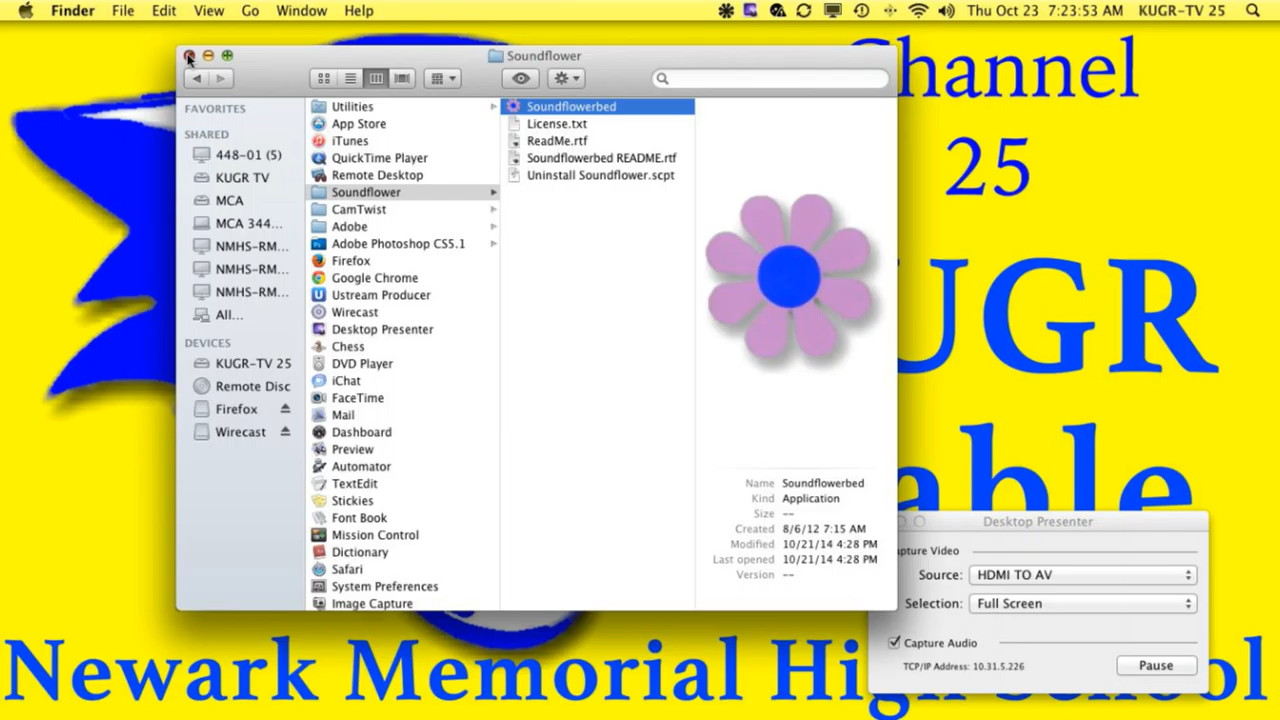 Finder File Edit View Go Window Help Thu Oct 23 7:23:53 AM KUGR-TV 25
Soundflower
FAVORITES
SHARED
448-01 (5)
KUGR TV
MCA
MCA 344...
NMHS-RM...
NMHS-RM...
NMHS-RM...
All...
DEVICES
KUGR-TV 25
Remote Disc
Firefox
Wirecast
Utilities
App Store
iTunes
QuickTime Player
Remote Desktop
Soundflower
CamTwist
Adobe
Adobe Photoshop CS5.1
Firefox
Google Chrome
Ustream Producer
Wirecast
Desktop Presenter
Chess
DVD Player
iChat
FaceTime
Mail
Dashboard
Preview
Automator
TextEdit
Stickies
Font Book
Mission Control
Dictionary
Safari
System Preferences
Image Capture
Soundflowerbed
License.txt
ReadMe.rtf
Soundflowerbed README.rtf
Uninstall Soundflower.scpt
Name Soundflowerbed
Kind Application
Size --
Created 8/6/12 7:15 AM
Modified 10/21/14 4:28 PM
Last opened 10/21/14 4:28 PM
Version --
Channel
25
UGR
able
Desktop Presenter
apture Video
Source: HDMI TO AV
Selection: Full Screen
Capture Audio
TCP/IP Address: 10.31.5.226
Pause
Newark Memorial High School